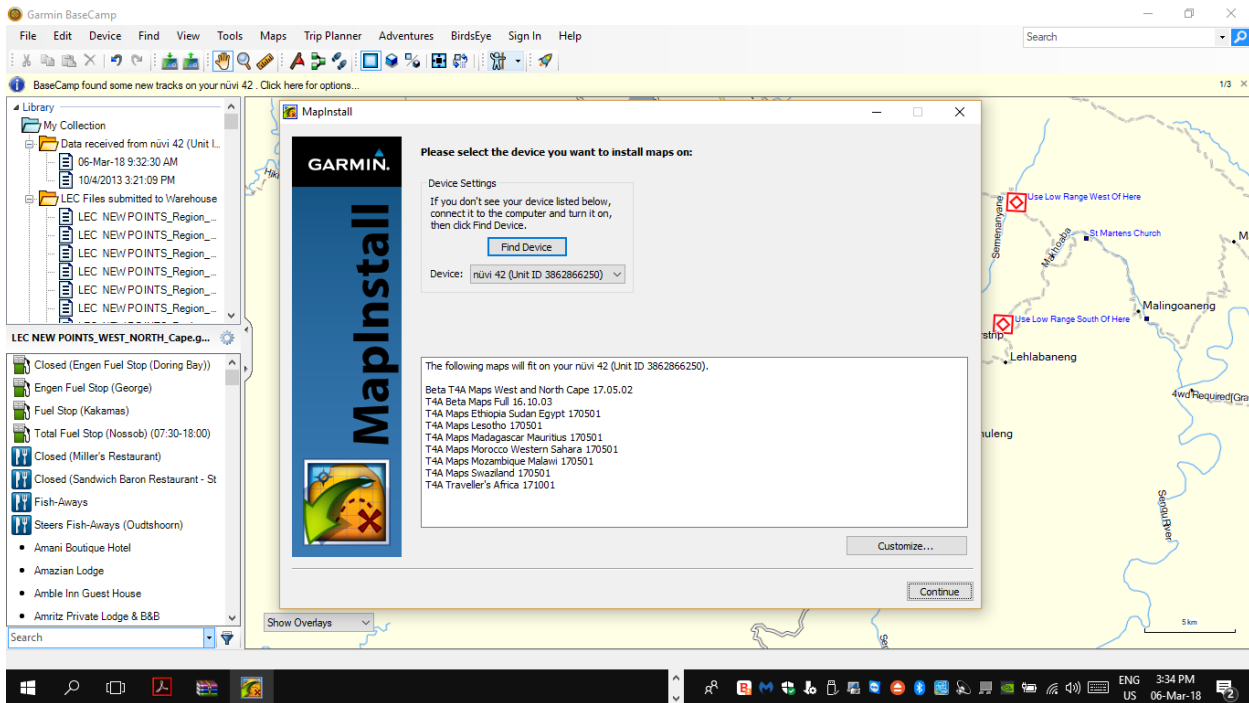 Garmin BaseCamp
File Edit Device Find View Tools Maps Trip Planner Adventures BirdsEye Sign In Help
Search
BaseCamp found some new tracks on your nüvi 42 . Click here for options...
1/3
Library
My Collection
Data received from nüvi 42 (Unit I...
06-Mar-18 9:32:30 AM
10/4/2013 3:21:09 PM
LEC Files submitted to Warehouse
LEC NEW POINTS_Region_...
LEC NEW POINTS_Region_...
LEC NEW POINTS_Region_...
LEC NEW POINTS_Region_...
LEC NEW POINTS_Region_...
LEC NEW POINTS_Region_...
LEC NEW POINTS_WEST_NORTH_Cape.g...
Closed (Engen Fuel Stop (Doring Bay))
Engen Fuel Stop (George)
Fuel Stop (Kakamas)
Total Fuel Stop (Nossob) (07:30-18:00)
Closed (Miller's Restaurant)
Closed (Sandwich Baron Restaurant - St
Fish-Aways
Steers Fish-Aways (Oudtshoorn)
Amani Boutique Hotel
Amazian Lodge
Amble Inn Guest House
Amritz Private Lodge & B&B
Search
MapInstall
GARMIN.
MapInstall
Please select the device you want to install maps on:
Device Settings
If you don't see your device listed below,
connect it to the computer and turn it on,
then click Find Device.
Find Device
Device: nüvi 42 (Unit ID 3862866250)
The following maps will fit on your nüvi 42 (Unit ID 3862866250).
Beta T4A Maps West and North Cape 17.05.02
T4A Beta Maps Full 16.10.03
T4A Maps Ethiopia Sudan Egypt 170501
T4A Maps Lesotho 170501
T4A Maps Madagascar Mauritius 170501
T4A Maps Morocco Western Sahara 170501
T4A Maps Mozambique Malawi 170501
T4A Maps Swaziland 170501
T4A Traveller's Africa 171001
Customize...
Continue
Show Overlays
Use Low Range West Of Here
Semenanyane
Makhoaba
St Martens Church
Malingoaneng
Use Low Range South Of Here
strip
Lehlabaneng
4wd Required(Gra
nuleng
Senqu River
5 km
ENG
US
3:34 PM
06-Mar-18
2